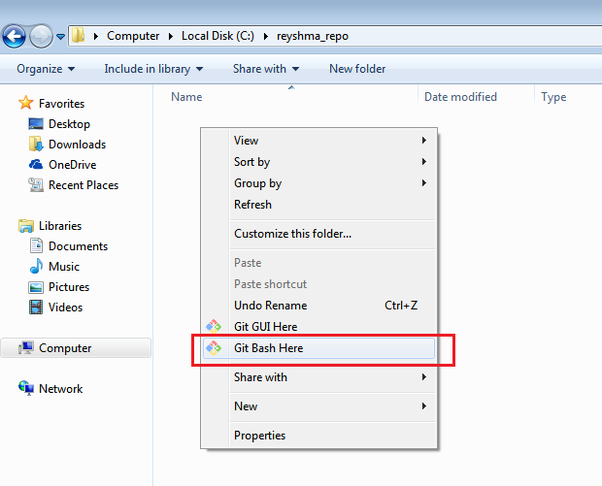 Computer Local Disk (C:) reyshma_repo
Organize Include in library Share with New folder
Favorites
Desktop
Downloads
OneDrive
Recent Places
Libraries
Documents
Music
Pictures
Videos
Computer
Network
Name Date modified Type
View
Sort by
Group by
Refresh
Customize this folder...
Paste
Paste shortcut
Undo Rename Ctrl+Z
Git GUI Here
Git Bash Here
Share with
New
Properties